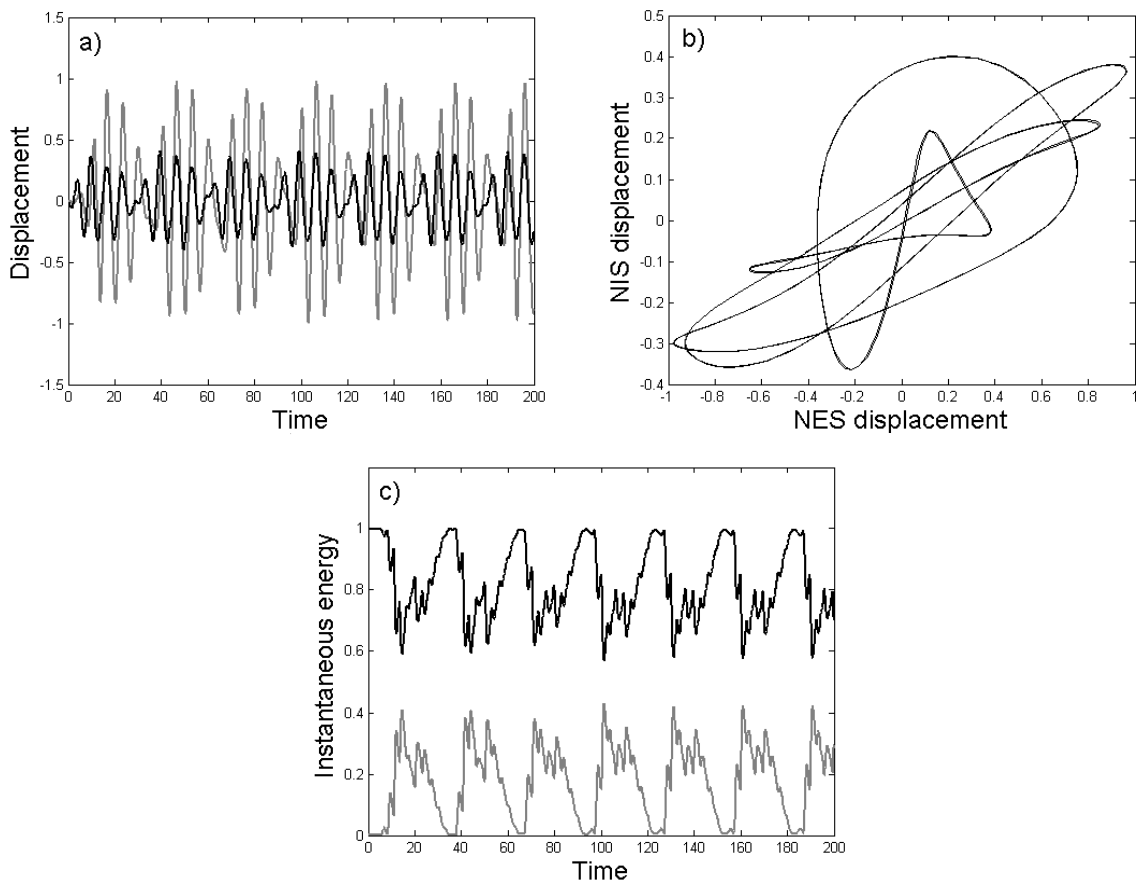 a)
Displacement
1.5
1
0.5
0
-0.5
-1
-1.5
0 20 40 60 80 100 120 140 160 180 200
Time
b)
NIS displacement
0.5
0.4
0.3
0.2
0.1
0
-0.1
-0.2
-0.3
-0.4
-1 -0.8 -0.6 -0.4 -0.2 0 0.2 0.4 0.6 0.8 1
NES displacement
c)
Instantaneous energy
1
0.8
0.6
0.4
0.2
0
0 20 40 60 80 100 120 140 160 180 200
Time